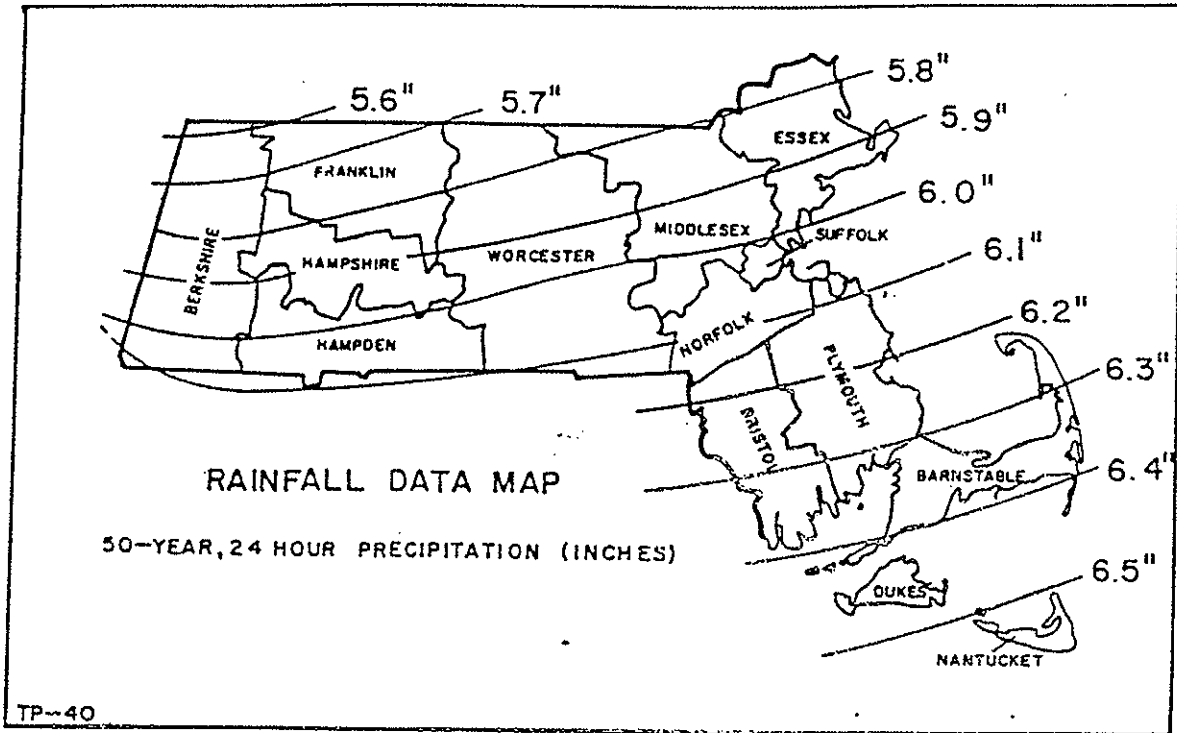 5.6"
5.7"
5.8"
5.9"
6.0"
6.1"
6.2"
6.3"
6.4"
6.5"
ESSEX
FRANKLIN
MIDDLESEX
SUFFOLK
BERKSHIRE
HAMPSHIRE
WORCESTER
HAMPDEN
NORFOLK
PLYMOUTH
BRISTOL
BARNSTABLE
DUKES
NANTUCKET
RAINFALL DATA MAP
50-YEAR, 24 HOUR PRECIPITATION (INCHES)
TP-40